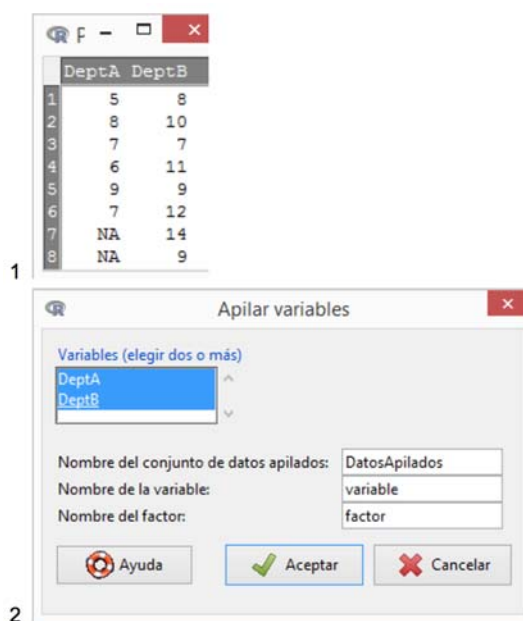 P
DeptA DeptB
1 5 8
2 8 10
3 7 7
4 6 11
5 9 9
6 7 12
7 NA 14
8 NA 9
1
Apilar variables
Variables (elegir dos o más)
DeptA
DeptB
Nombre del conjunto de datos apilados: DatosApilados
Nombre de la variable: variable
Nombre del factor: factor
Ayuda Aceptar Cancelar
2